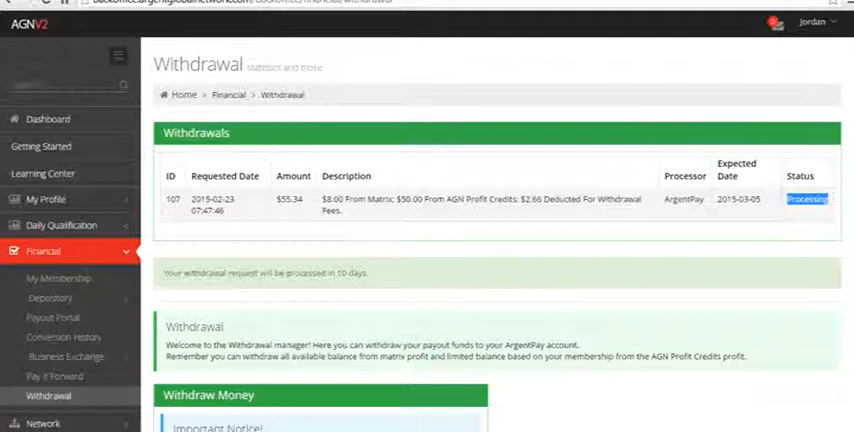 AGNV2
0
Jordan
Dashboard
Getting Started
Learning Center
My Profile
Daily Qualification
Financial
My Membership
Depository
Payout Portal
Conversion History
Business Exchange
Pay It Forward
Withdrawal
Network
Withdrawal statistics and more
Home > Financial > Withdrawal
Withdrawals
ID Requested Date Amount Description Processor Expected Date Status
107 2015-02-23 07:47:46 $55.34 $8.00 From Matrix; $50.00 From AGN Profit Credits; $2.66 Deducted For Withdrawal Fees. ArgentPay 2015-03-05 Processing
Your withdrawal request will be processed in 10 days.
Withdrawal
Welcome to the Withdrawal manager! Here you can withdraw your payout funds to your ArgentPay account.
Remember you can withdraw all available balance from matrix profit and limited balance based on your membership from the AGN Profit Credits profit.
Withdraw Money
Important Notice!